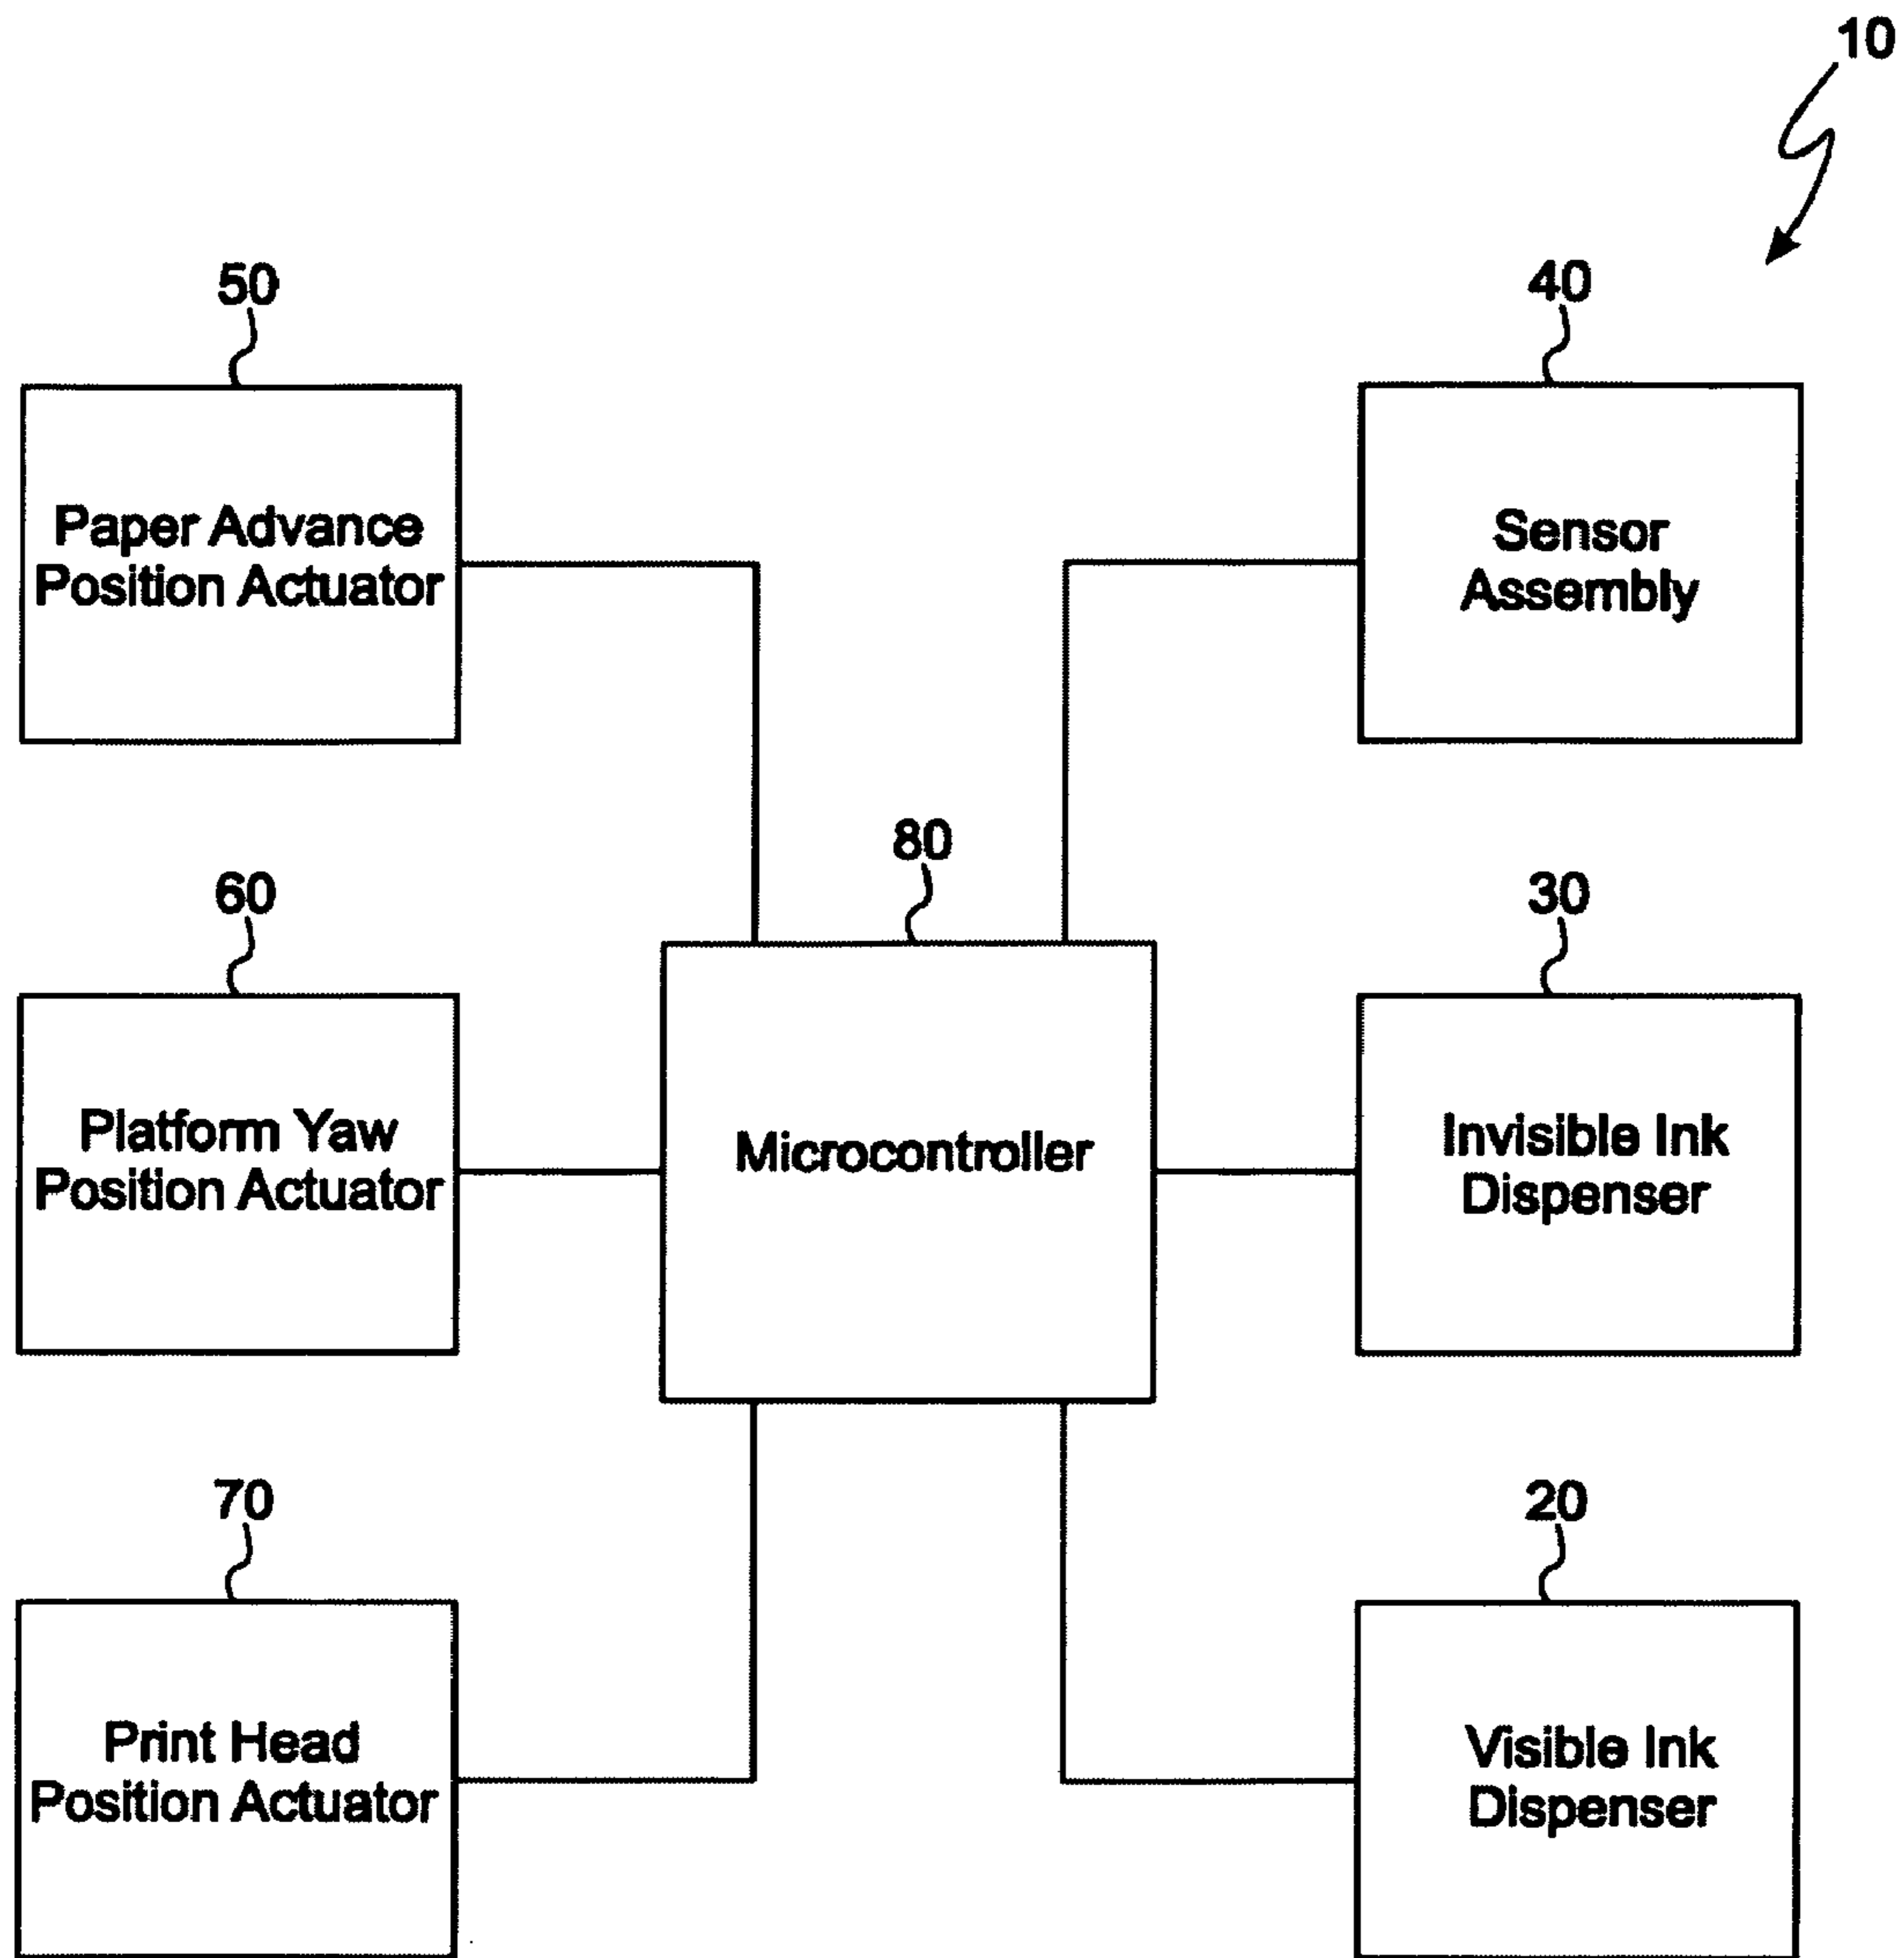 10
50
Paper Advance
Position Actuator
40
Sensor
Assembly
80
Microcontroller
60
Platform Yaw
Position Actuator
30
Invisible Ink
Dispenser
70
Print Head
Position Actuator
20
Visible Ink
Dispenser